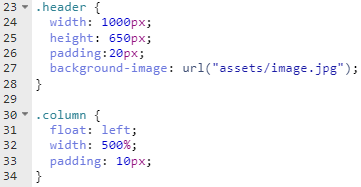 23 .header {
24 width: 1000px;
25 height: 650px;
26 padding:20px;
27 background-image: url("assets/image.jpg");
28 }
29
30 .column {
31 float: left;
32 width: 500%;
33 padding: 10px;
34 }